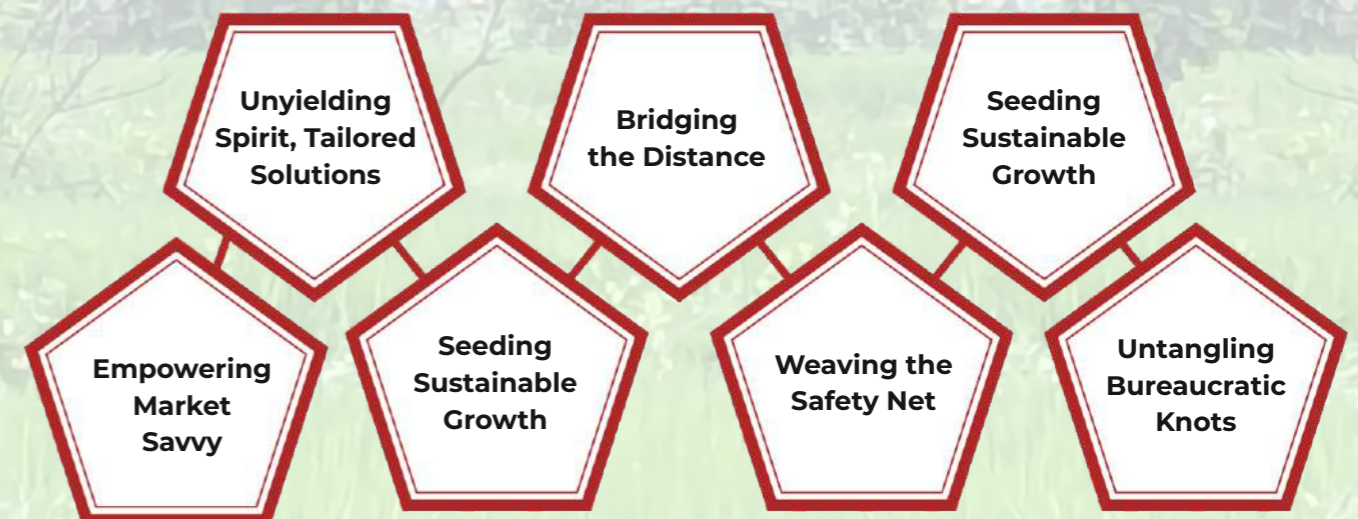 Unyielding
Spirit, Tailored
Solutions
Bridging
the Distance
Seeding
Sustainable
Growth
Empowering
Market
Savvy
Seeding
Sustainable
Growth
Weaving the
Safety Net
Untangling
Bureaucratic
Knots